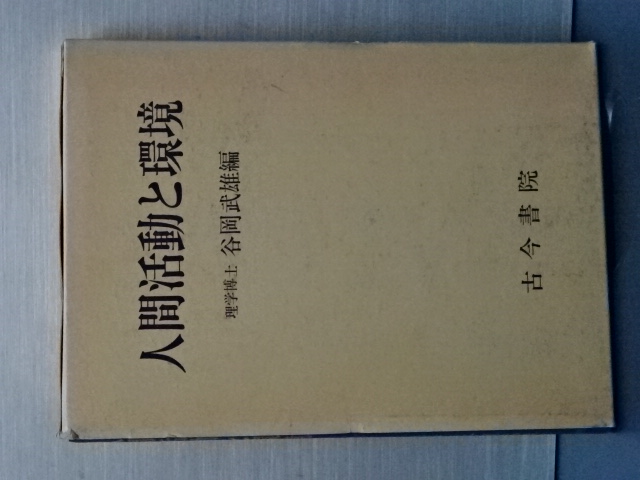 人間活動と環境
理学博士 谷岡武雄編
古今書院